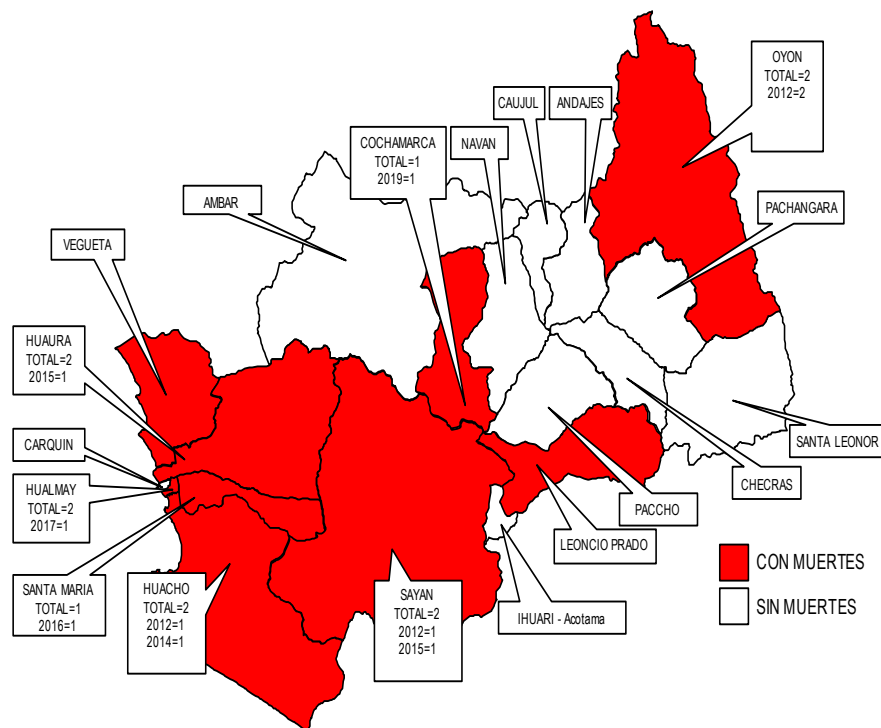 OYON
TOTAL=2
2012=2
CAUJUL
ANDAJES
COCHAMARCA
TOTAL=1
2019=1
NAVAN
AMBAR
PACHANGARA
VEGUETA
HUAURA
TOTAL=2
2015=1
CARQUIN
HUALMAY
TOTAL=2
2017=1
SANTA MARIA
TOTAL=1
2016=1
HUACHO
TOTAL=2
2012=1
2014=1
SAYAN
TOTAL=2
2012=1
2015=1
IHUARI - Acotama
LEONCIO PRADO
PACCHO
CHECRAS
SANTA LEONOR
CON MUERTES
SIN MUERTES